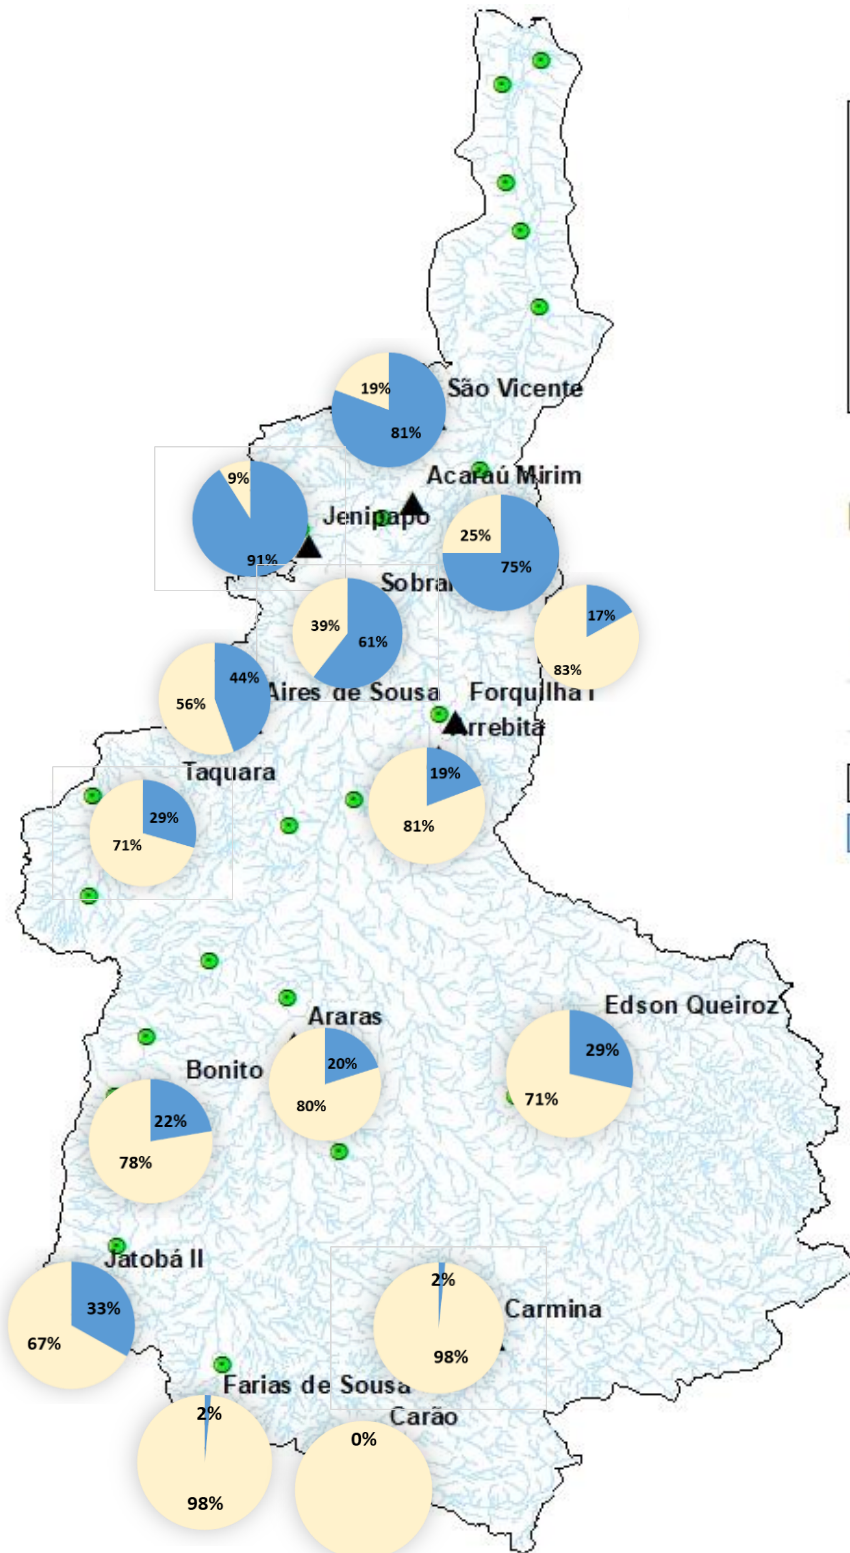 São Vicente
19%
81%
Acaraú Mirim
9%
91%
Jenipapo
25%
75%
Sobral
39%
61%
17%
83%
44%
56%
Aires de Sousa
Forquilha I
Arrebita
Taquara
29%
71%
19%
81%
Edson Queiroz
29%
71%
Araras
20%
80%
Bonito
22%
78%
Jatobá II
33%
67%
2%
98%
Carmina
Farias de Sousa
2%
98%
Carão
0%